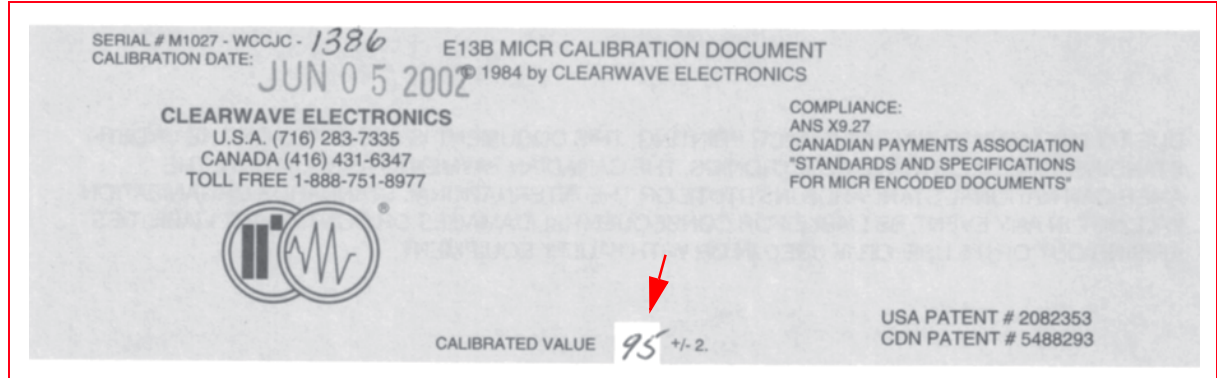 SERIAL # M1027 - WCCJC - 1386
CALIBRATION DATE:
JUN 05 2002
E13B MICR CALIBRATION DOCUMENT
© 1984 by CLEARWAVE ELECTRONICS
CLEARWAVE ELECTRONICS
U.S.A. (716) 283-7335
CANADA (416) 431-6347
TOLL FREE 1-888-751-8977
®
COMPLIANCE:
ANS X9.27
CANADIAN PAYMENTS ASSOCIATION
"STANDARDS AND SPECIFICATIONS
FOR MICR ENCODED DOCUMENTS"
CALIBRATED VALUE 95 +/- 2.
USA PATENT # 2082353
CDN PATENT # 5488293